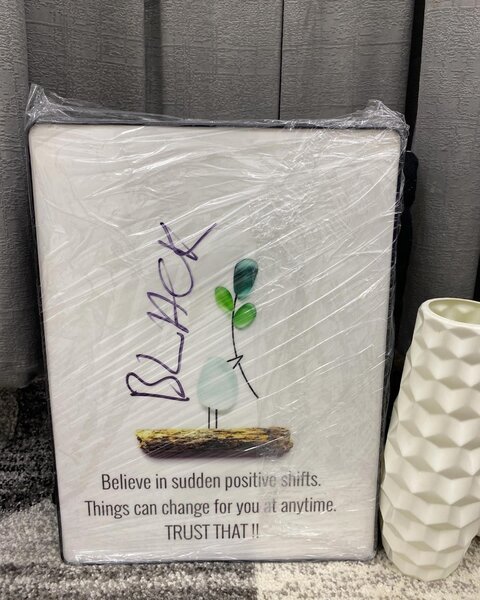 BLACK
Believe in sudden positive shifts.
Things can change for you at anytime.
TRUST THAT !!